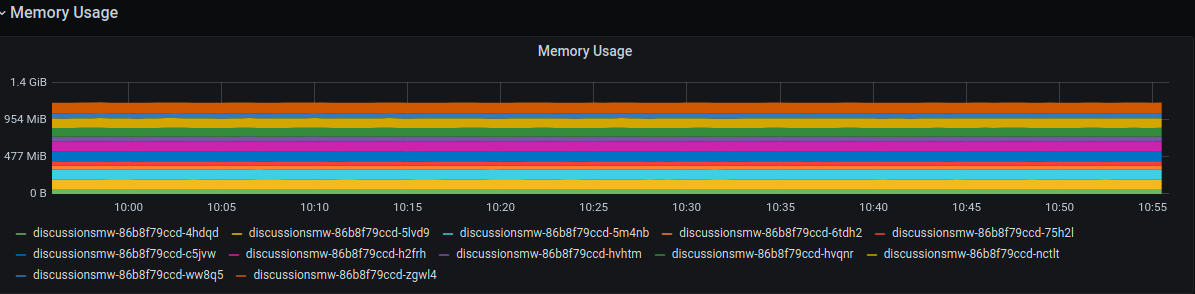 Memory Usage
Memory Usage
1.4 GiB
954 MiB
477 MiB
0 B
10:00 10:05 10:10 10:15 10:20 10:25 10:30 10:35 10:40 10:45 10:50 10:55
discussionsmw-86b8f79ccd-4hdqd discussionsmw-86b8f79ccd-5lvd9 discussionsmw-86b8f79ccd-5m4nb discussionsmw-86b8f79ccd-6tdh2 discussionsmw-86b8f79ccd-75h2l
discussionsmw-86b8f79ccd-c5jvw discussionsmw-86b8f79ccd-h2frh discussionsmw-86b8f79ccd-hvhtm discussionsmw-86b8f79ccd-hvqnr discussionsmw-86b8f79ccd-nctlt
discussionsmw-86b8f79ccd-ww8q5 discussionsmw-86b8f79ccd-zgwl4